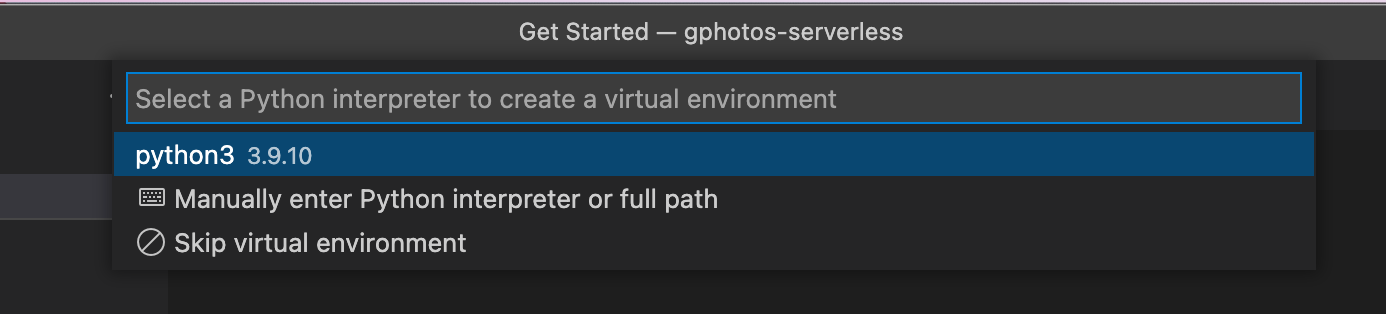 Get Started — gphotos-serverless
Select a Python interpreter to create a virtual environment
python3 3.9.10
Manually enter Python interpreter or full path
Skip virtual environment